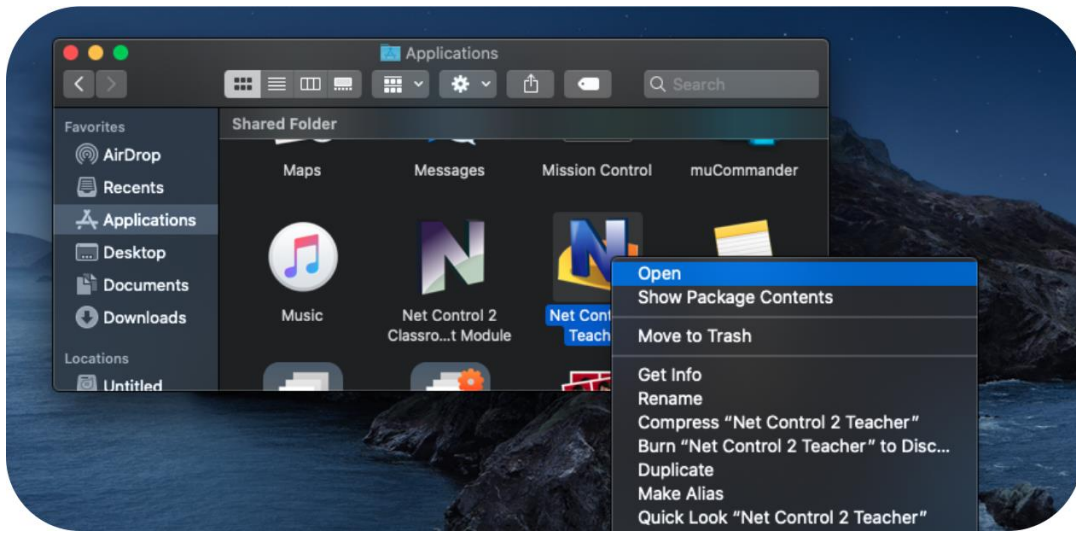 Applications
Search
Favorites
AirDrop
Recents
Applications
Desktop
Documents
Downloads
Locations
Untitled
Shared Folder
Maps
Messages
Mission Control
muCommander
Music
Net Control 2
Classro...t Module
Net Con
Teach
Open
Show Package Contents
Move to Trash
Get Info
Rename
Compress “Net Control 2 Teacher”
Burn “Net Control 2 Teacher” to Disc...
Duplicate
Make Alias
Quick Look “Net Control 2 Teacher”